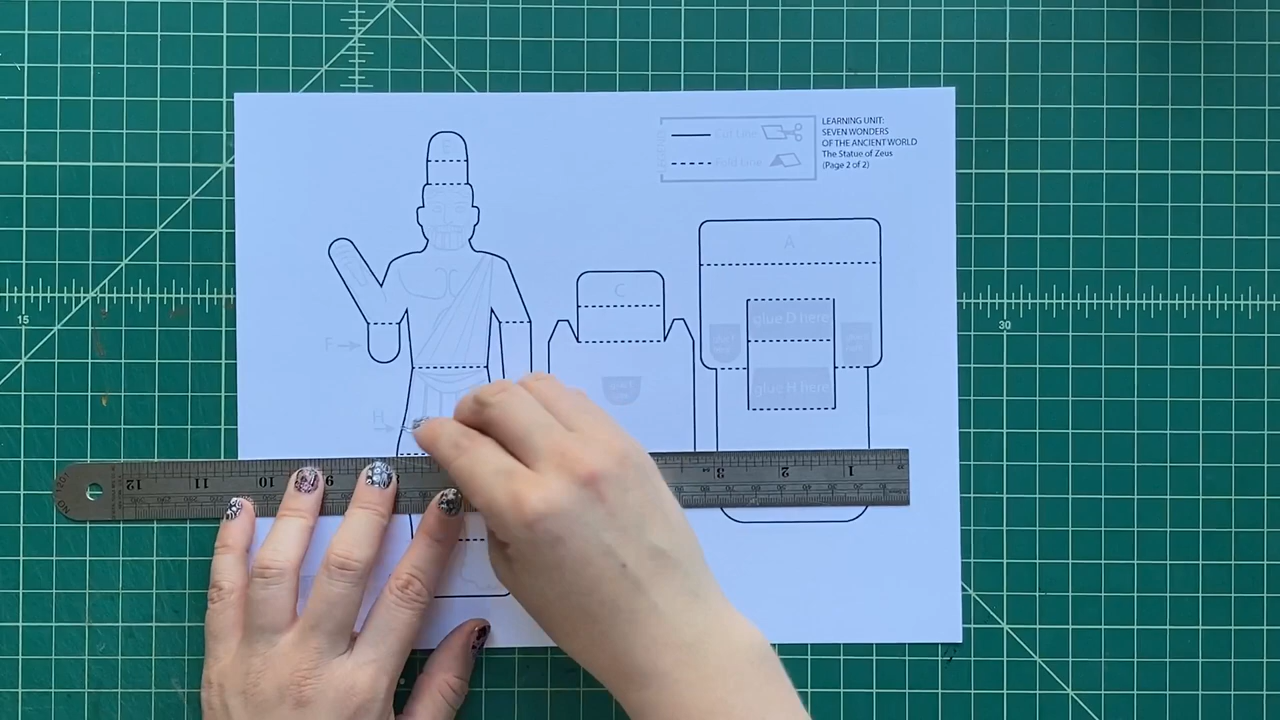 LEARNING UNIT:
SEVEN WONDERS
OF THE ANCIENT WORLD
The Statue of Zeus
(Page 2 of 2)
LEGEND
Cut Line
Fold Line
E
A
C
glue D here
F
glue H here
H
15
30
12
11
10
9
3
2
1